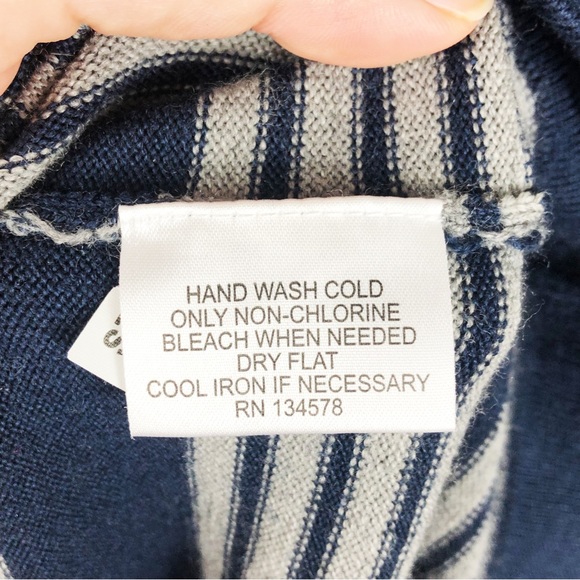 HAND WASH COLD
ONLY NON-CHLORINE
BLEACH WHEN NEEDED
DRY FLAT
COOL IRON IF NECESSARY
RN 134578